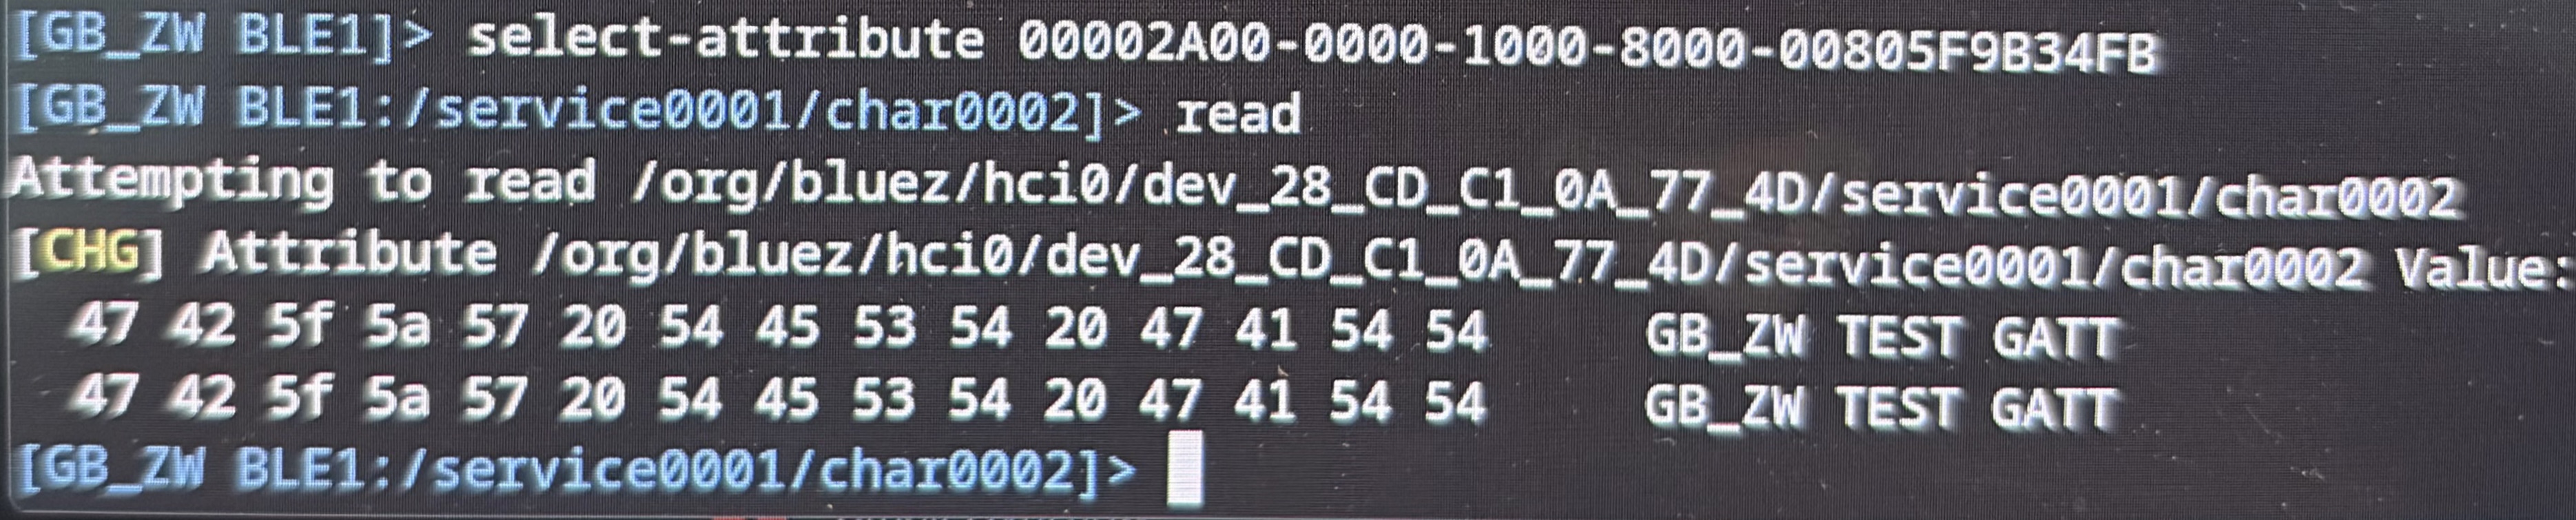 [GB_ZW BLE1]> select-attribute 00002A00-0000-1000-8000-00805F9B34FB
[GB_ZW BLE1:/service0001/char0002]> read
Attempting to read /org/bluez/hci0/dev_28_CD_C1_0A_77_4D/service0001/char0002
[CHG] Attribute /org/bluez/hci0/dev_28_CD_C1_0A_77_4D/service0001/char0002 Value:
  47 42 5f 5a 57 20 54 45 53 54 20 47 41 54 54     GB_ZW TEST GATT
  47 42 5f 5a 57 20 54 45 53 54 20 47 41 54 54     GB_ZW TEST GATT
[GB_ZW BLE1:/service0001/char0002]>